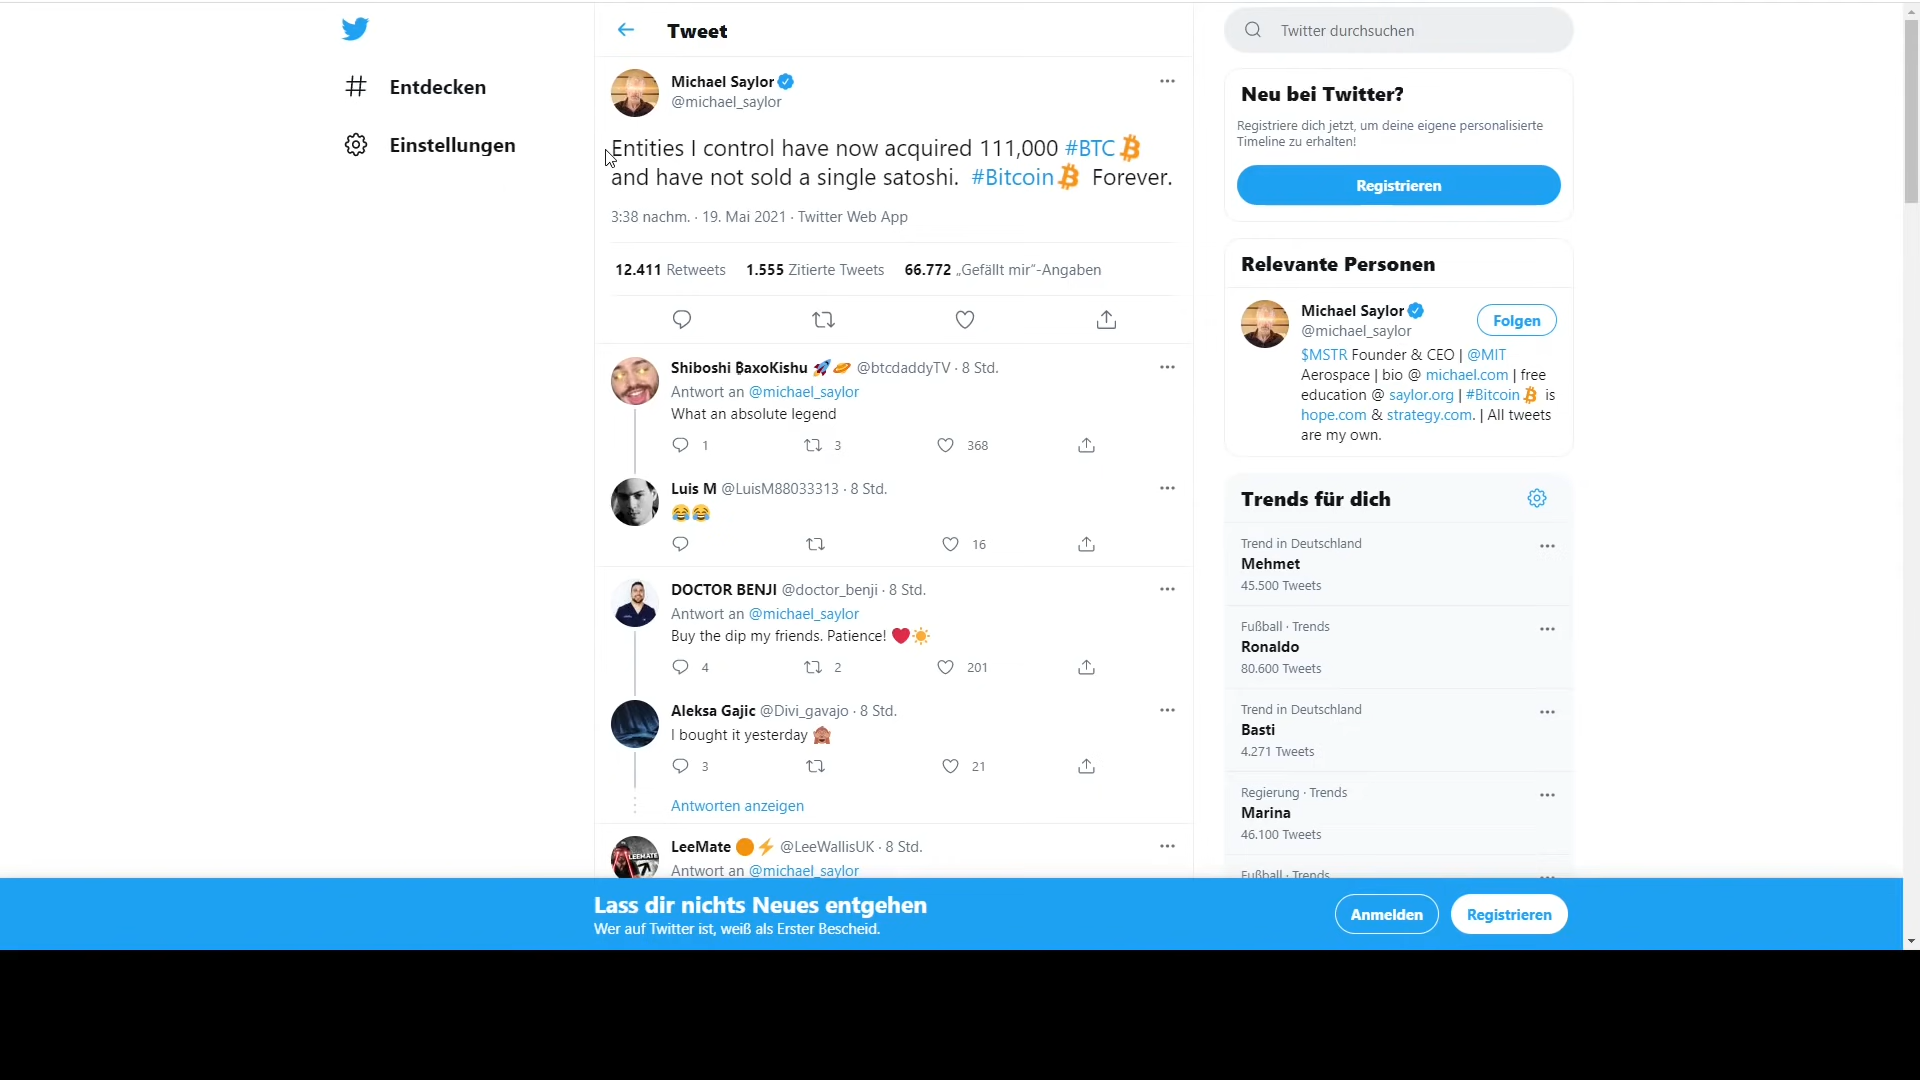 Entdecken
Einstellungen
Tweet
Michael Saylor
@michael_saylor
Entities I control have now acquired 111,000 #BTC
and have not sold a single satoshi. #Bitcoin Forever.
3:38 nachm. · 19. Mai 2021 · Twitter Web App
12.411 Retweets 1.555 Zitierte Tweets 66.772 „Gefällt mir“-Angaben
Shiboshi ₿axoKishu 🚀🪐 @btcdaddyTV · 8 Std.
Antwort an @michael_saylor
What an absolute legend
1 3 368
Luis M @LuisM88033313 · 8 Std.
😂😂
16
DOCTOR BENJI @doctor_benji · 8 Std.
Antwort an @michael_saylor
Buy the dip my friends. Patience! ❤️☀️
4 2 201
Aleksa Gajic @Divi_gavajo · 8 Std.
I bought it yesterday 🙈
3 21
Antworten anzeigen
LeeMate 🟠⚡ @LeeWallisUK · 8 Std.
Antwort an @michael_saylor
Twitter durchsuchen
Neu bei Twitter?
Registriere dich jetzt, um deine eigene personalisierte
Timeline zu erhalten!
Registrieren
Relevante Personen
Michael Saylor
@michael_saylor
Folgen
$MSTR Founder & CEO | @MIT
Aerospace | bio @ michael.com | free
education @ saylor.org | #Bitcoin is
hope.com & strategy.com. | All tweets
are my own.
Trends für dich
Trend in Deutschland
Mehmet
45.500 Tweets
Fußball · Trends
Ronaldo
80.600 Tweets
Trend in Deutschland
Basti
4.271 Tweets
Regierung · Trends
Marina
46.100 Tweets
Fußball · Trends
Lass dir nichts Neues entgehen
Wer auf Twitter ist, weiß als Erster Bescheid.
Anmelden
Registrieren